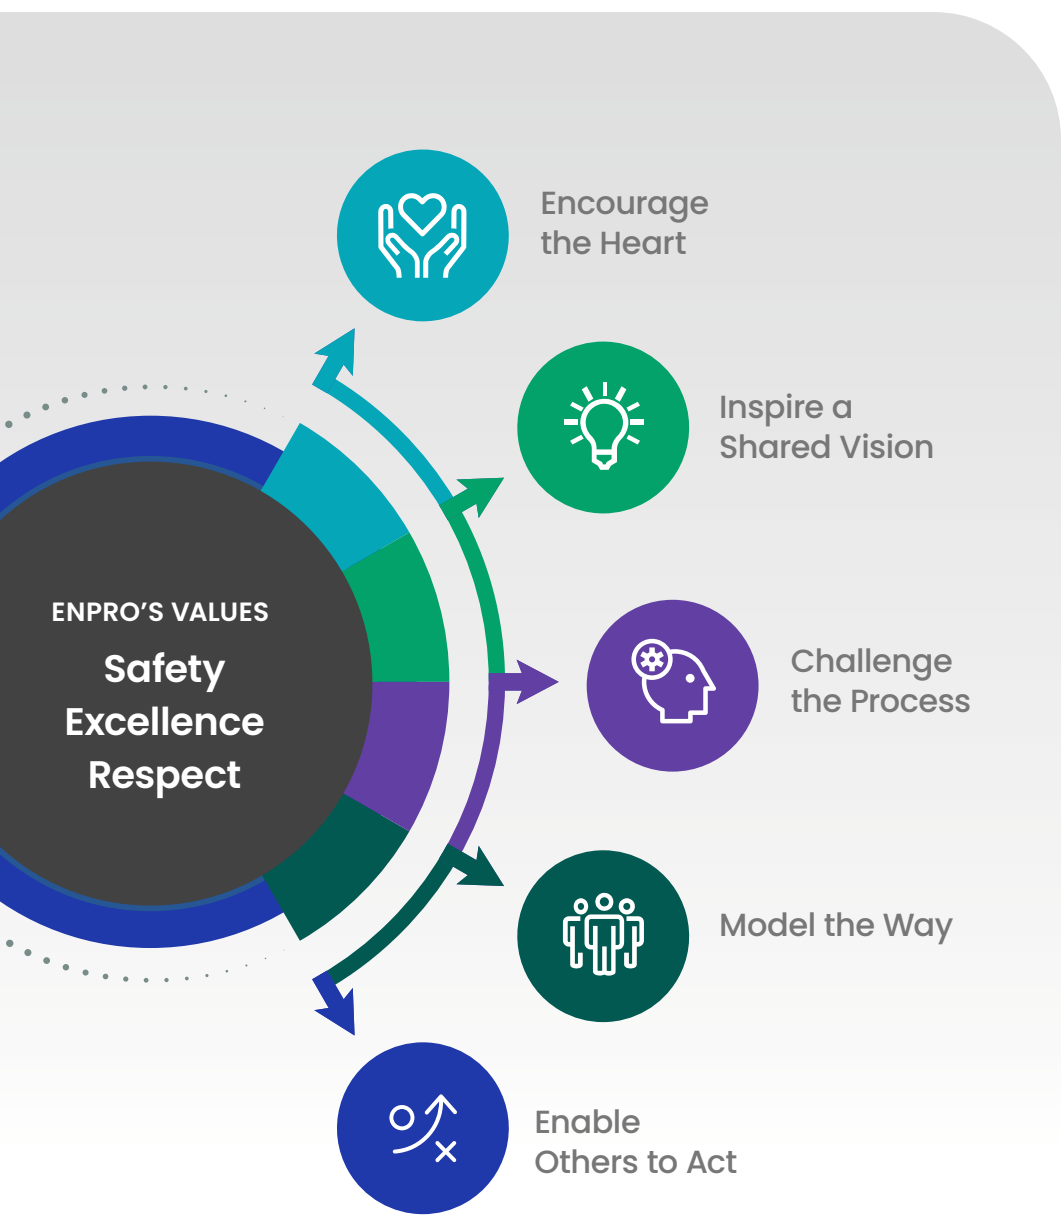 Encourage
the Heart
Inspire a
Shared Vision
ENPRO’S VALUES
Safety
Excellence
Respect
Challenge
the Process
Model the Way
Enable
Others to Act